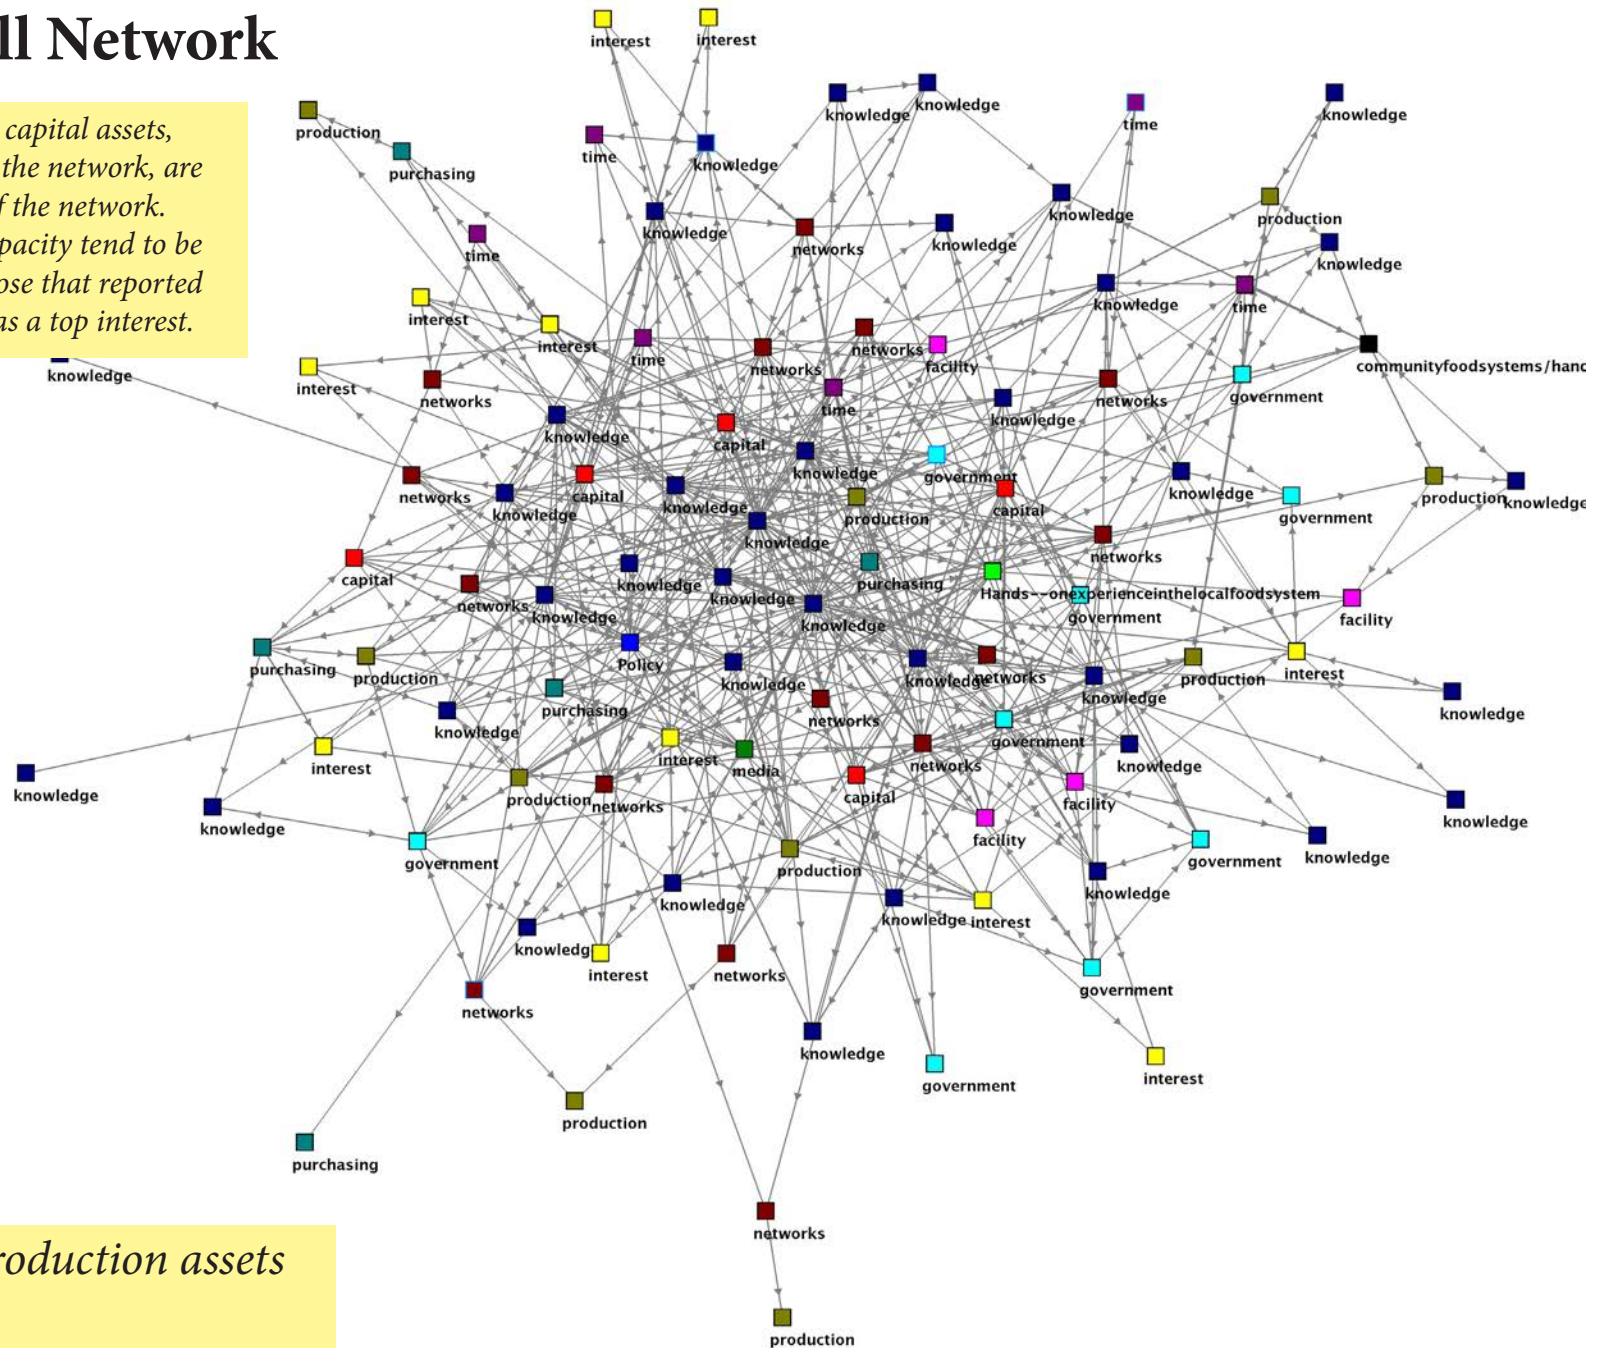 ll Network
capital assets,
the network, are
f the network.
pacity tend to be
ose that reported
as a top interest.
interest
interest
knowledge
knowledge
time
knowledge
production
time
knowledge
purchasing
knowledge
production
knowledge
networks
knowledge
time
knowledge
knowledge
time
interest
interest
time
networks
networks
facility
communityfoodsystems/hanc
knowledge
interest
networks
time
networks
government
knowledge
knowledge
capital
knowledge
government
networks
capital
knowledge
knowledge
production
capital
knowledge
government
production
knowledge
knowledge
networks
capital
knowledge
knowledge
purchasing
Hands--onexperienceinthelocalfoodsystem
networks
knowledge
knowledge
government
facility
purchasing
production
Policy
knowledge
knowledge
networks
knowledge
production
interest
knowledge
purchasing
networks
knowledge
interest
interest
media
government
networks
knowledge
knowledge
knowledge
production
networks
capital
facility
knowledge
knowledge
government
production
facility
government
knowledge
knowledge
knowledge
knowledge
interest
knowledg
interest
networks
government
networks
knowledge
government
interest
production
purchasing
networks
roduction assets
production